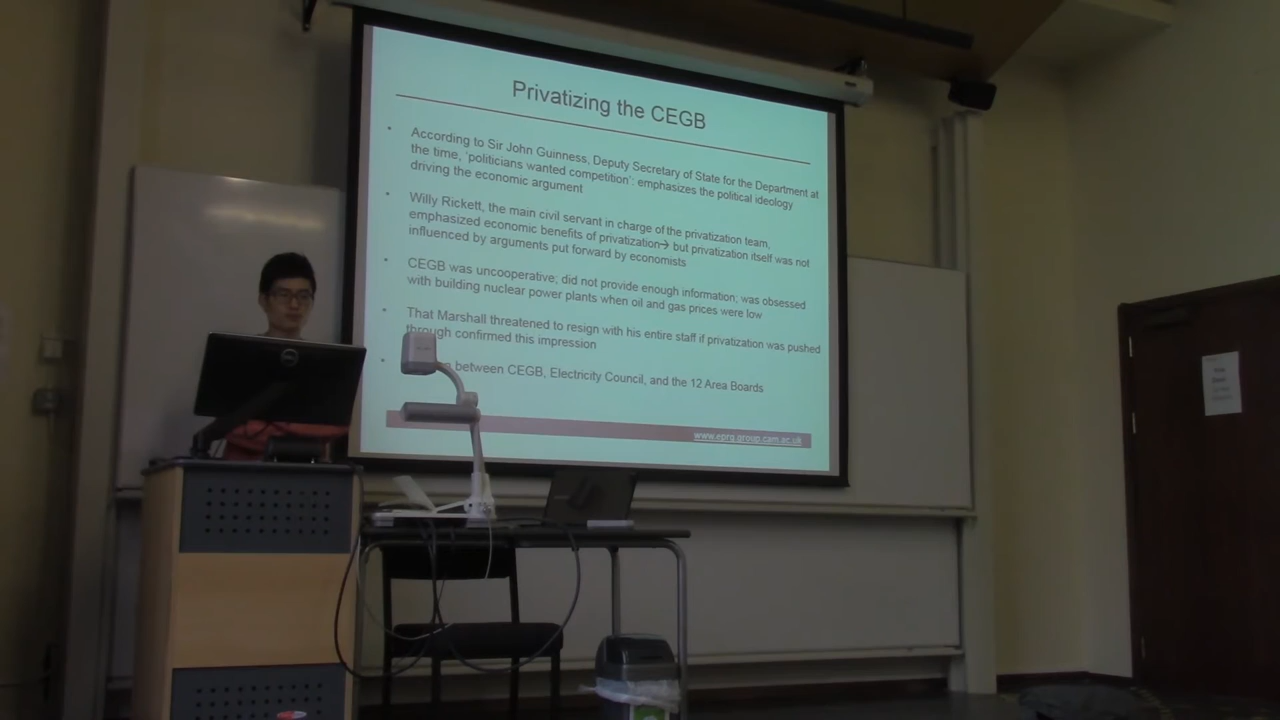 Privatizing the CEGB
• According to Sir John Guinness, Deputy Secretary of State for the Department at
the time, ‘politicians wanted competition’: emphasizes the political ideology
driving the economic argument
• Willy Rickett, the main civil servant in charge of the privatization team,
emphasized economic benefits of privatization→ but privatization itself was not
influenced by arguments put forward by economists
• CEGB was uncooperative; did not provide enough information; was obsessed
with building nuclear power plants when oil and gas prices were low
• That Marshall threatened to resign with his entire staff if privatization was pushed
through confirmed this impression
• between CEGB, Electricity Council, and the 12 Area Boards
www.eprg.group.cam.ac.uk
DELL